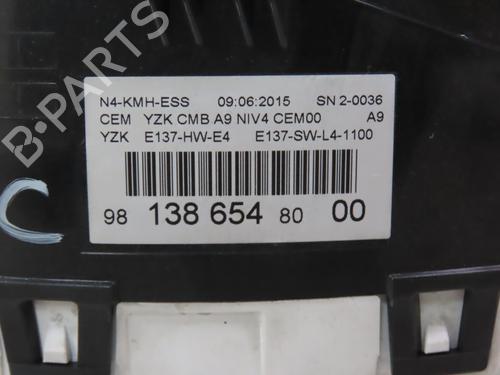 N4-KMH-ESS 09:06:2015 SN 2-0036
CEM YZK CMB A9 NIV4 CEM00 A9
YZK E137-HW-E4 E137-SW-L4-1100
98 138 654 80 00
C
B-PARTS